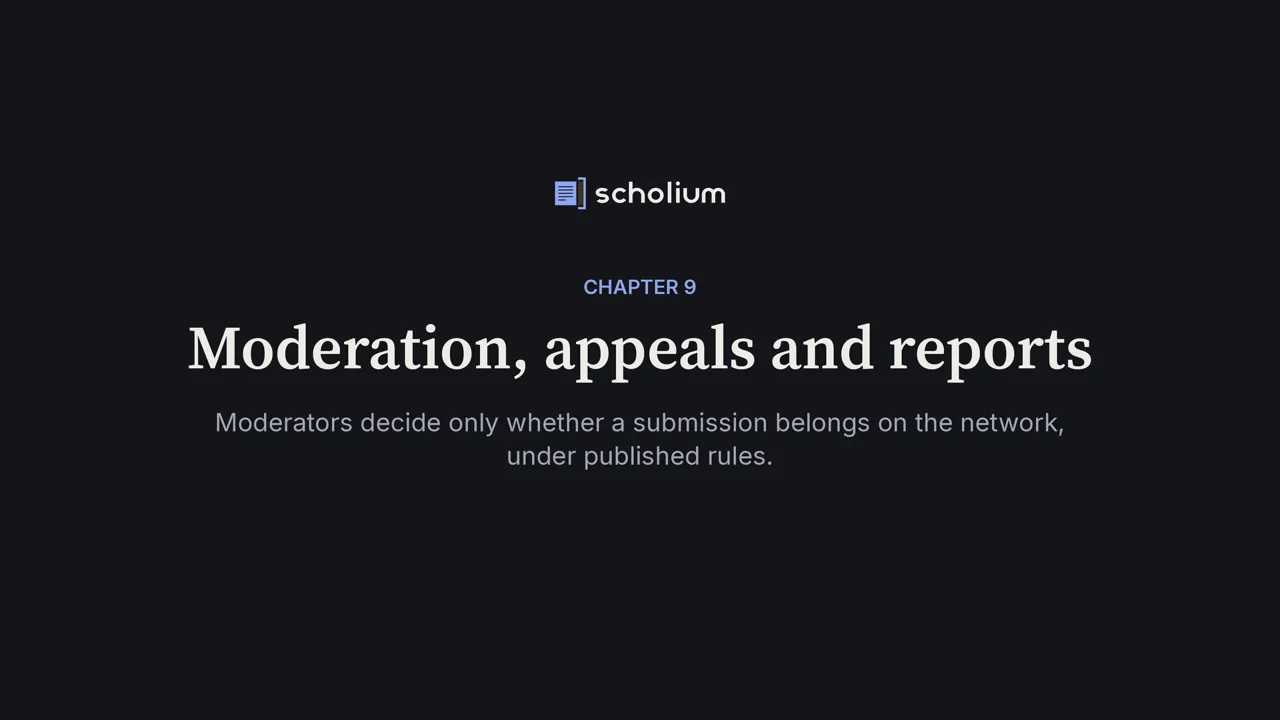 scholium
CHAPTER 9
Moderation, appeals and reports
Moderators decide only whether a submission belongs on the network,
under published rules.